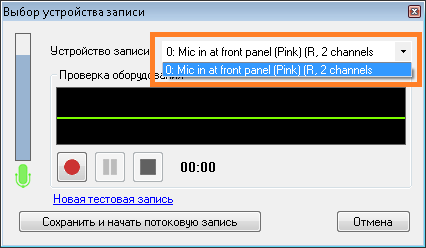 Выбор устройства записи
Устройство записи
0: Mic in at front panel (Pink) (R, 2 channels
0: Mic in at front panel (Pink) (R, 2 channels
Проверка оборудования
00:00
Новая тестовая запись
Сохранить и начать потоковую запись
Отмена